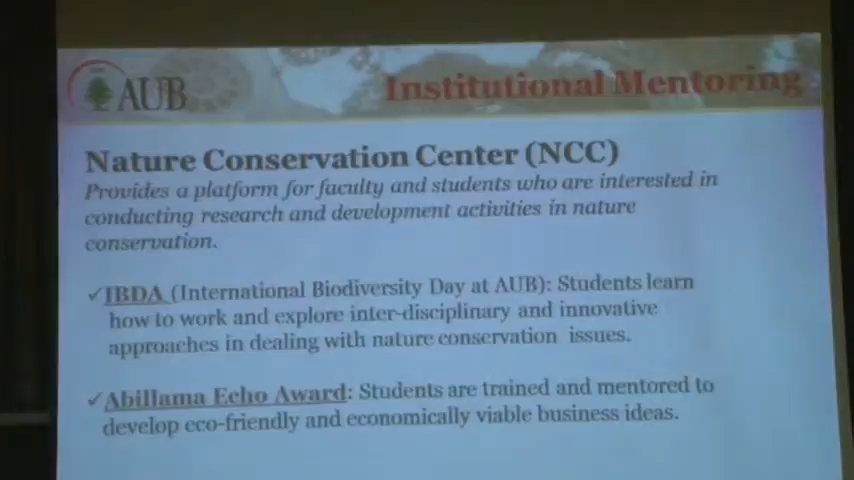 AUB
Institutional Mentoring
Nature Conservation Center (NCC)
Provides a platform for faculty and students who are interested in
conducting research and development activities in nature
conservation.
✓IBDA (International Biodiversity Day at AUB): Students learn
how to work and explore inter-disciplinary and innovative
approaches in dealing with nature conservation issues.
✓Abillama Echo Award: Students are trained and mentored to
develop eco-friendly and economically viable business ideas.